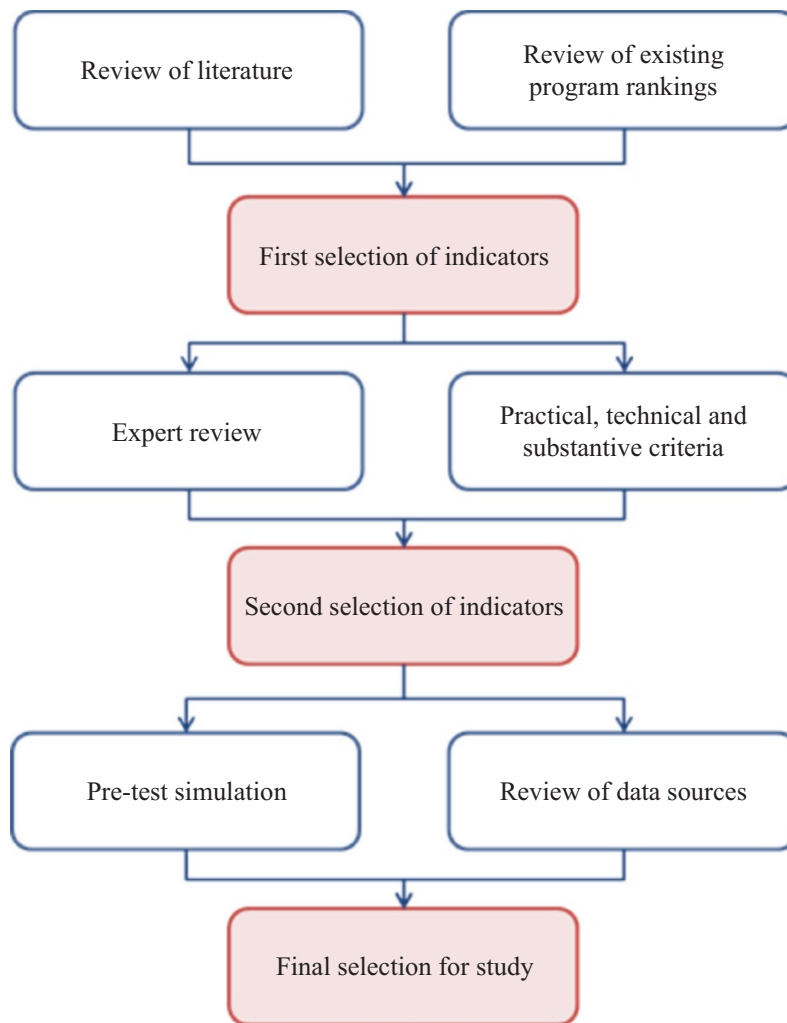 Review of literature
Review of existing
program rankings
First selection of indicators
Expert review
Practical, technical and
substantive criteria
Second selection of indicators
Pre-test simulation
Review of data sources
Final selection for study